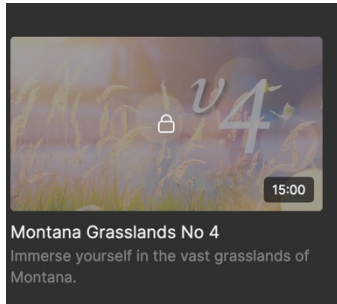 v4
15:00
Montana Grasslands No 4
Immerse yourself in the vast grasslands of
Montana.